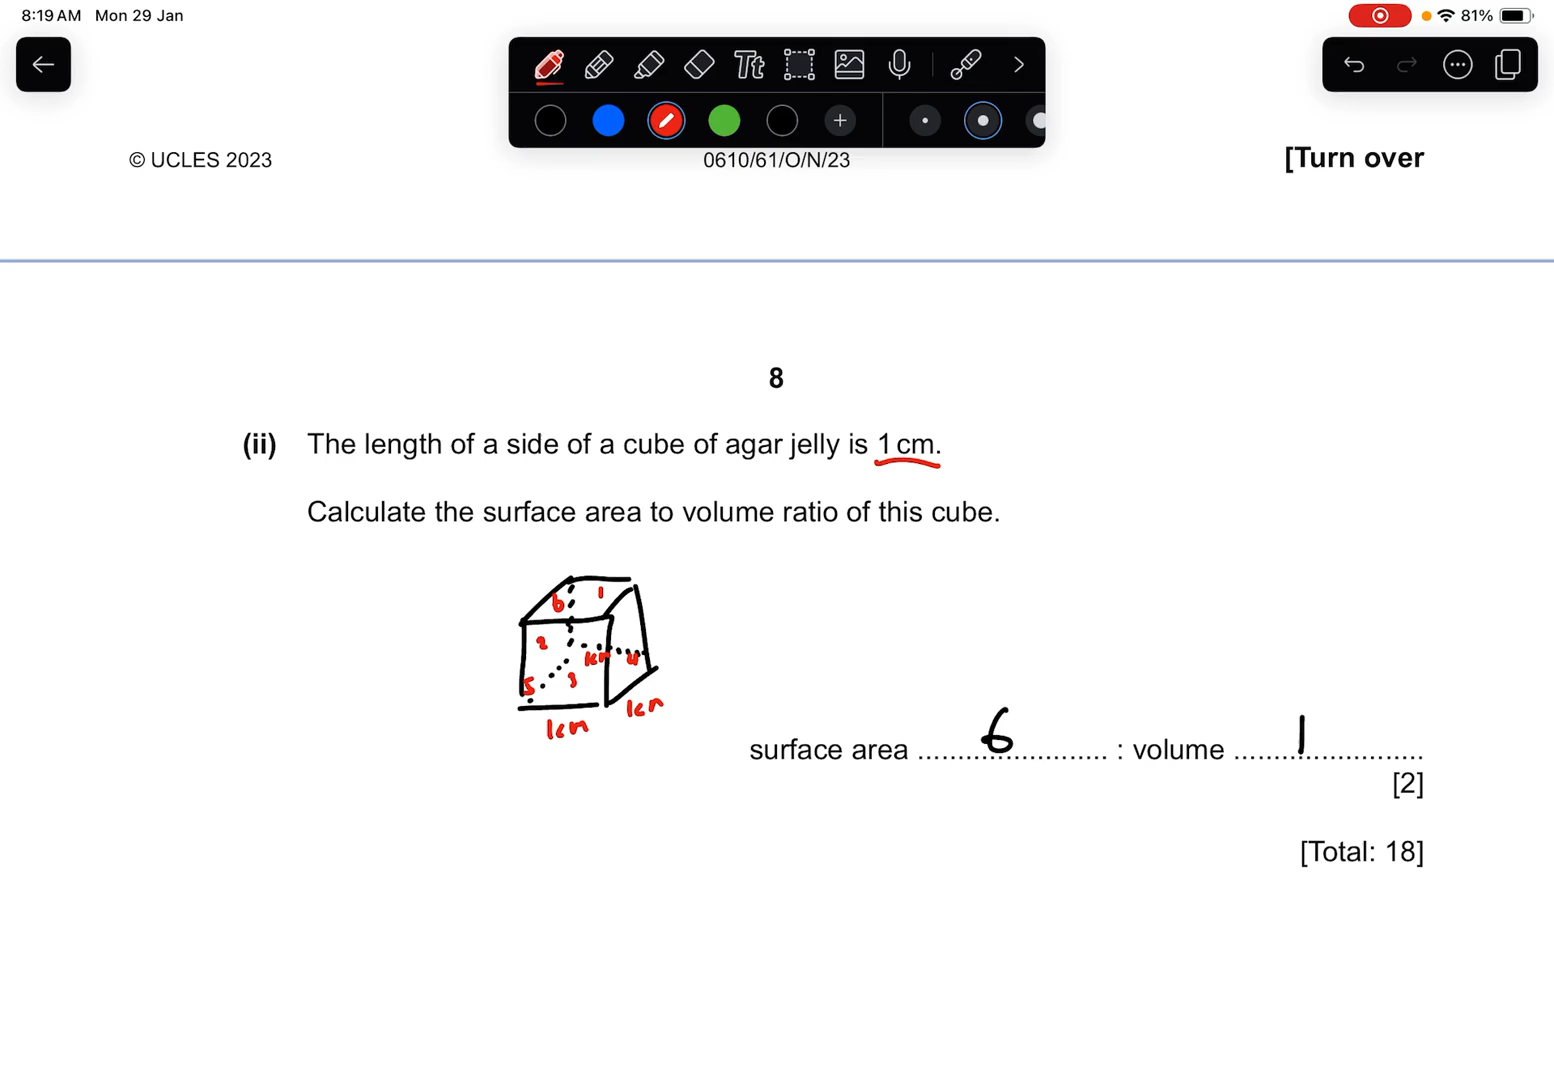 8:19 AM Mon 29 Jan 81%
Tt
© UCLES 2023 0610/61/O/N/23 [Turn over
8
(ii) The length of a side of a cube of agar jelly is 1 cm.
Calculate the surface area to volume ratio of this cube.
6 1
2
1cm 4
5 3
1cm 1cm
surface area 6 : volume 1
[2]
[Total: 18]